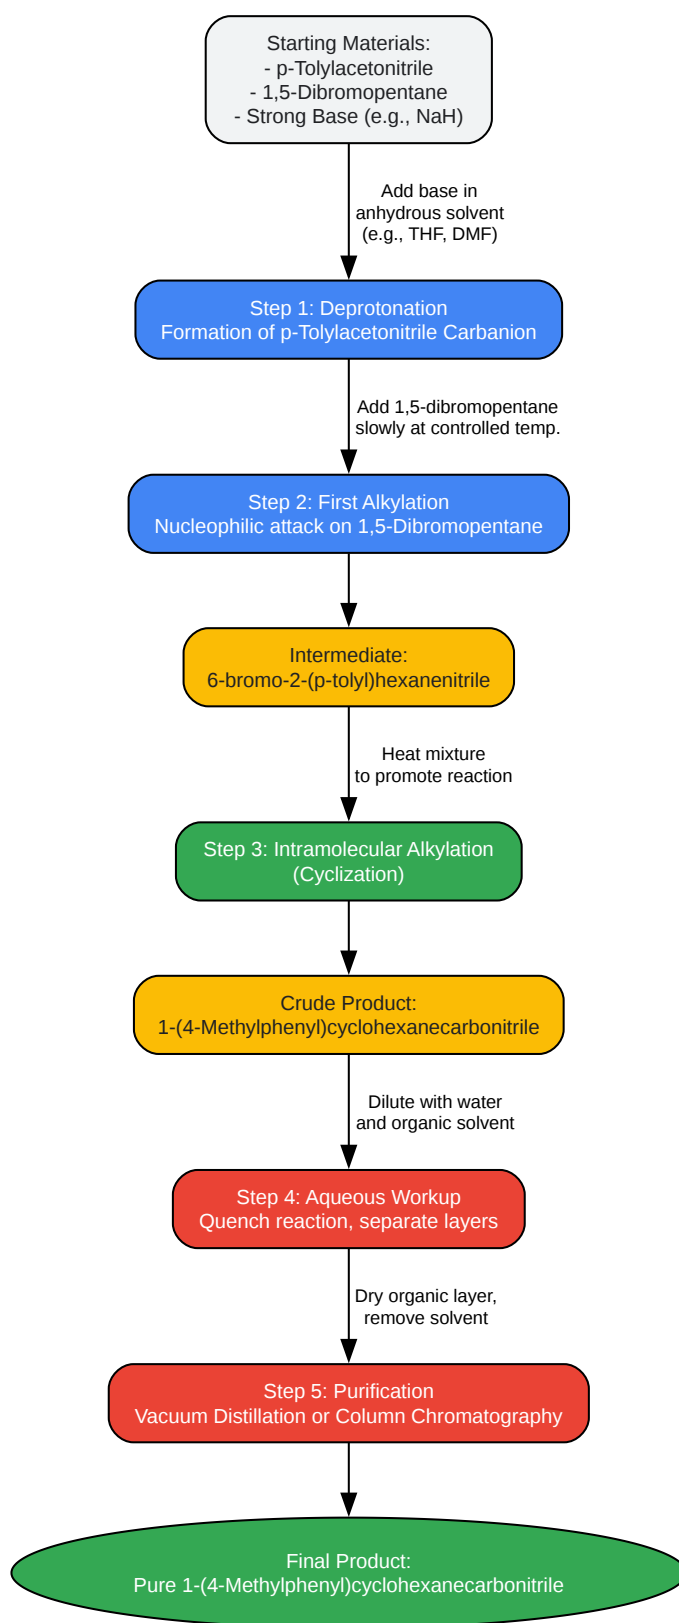 Starting Materials:
- p-Tolylacetonitrile
- 1,5-Dibromopentane
- Strong Base (e.g., NaH)
Add base in
anhydrous solvent
(e.g., THF, DMF)
Step 1: Deprotonation
Formation of p-Tolylacetonitrile Carbanion
Add 1,5-dibromopentane
slowly at controlled temp.
Step 2: First Alkylation
Nucleophilic attack on 1,5-Dibromopentane
Intermediate:
6-bromo-2-(p-tolyl)hexanenitrile
Heat mixture
to promote reaction
Step 3: Intramolecular Alkylation
(Cyclization)
Crude Product:
1-(4-Methylphenyl)cyclohexanecarbonitrile
Dilute with water
and organic solvent
Step 4: Aqueous Workup
Quench reaction, separate layers
Dry organic layer,
remove solvent
Step 5: Purification
Vacuum Distillation or Column Chromatography
Final Product:
Pure 1-(4-Methylphenyl)cyclohexanecarbonitrile